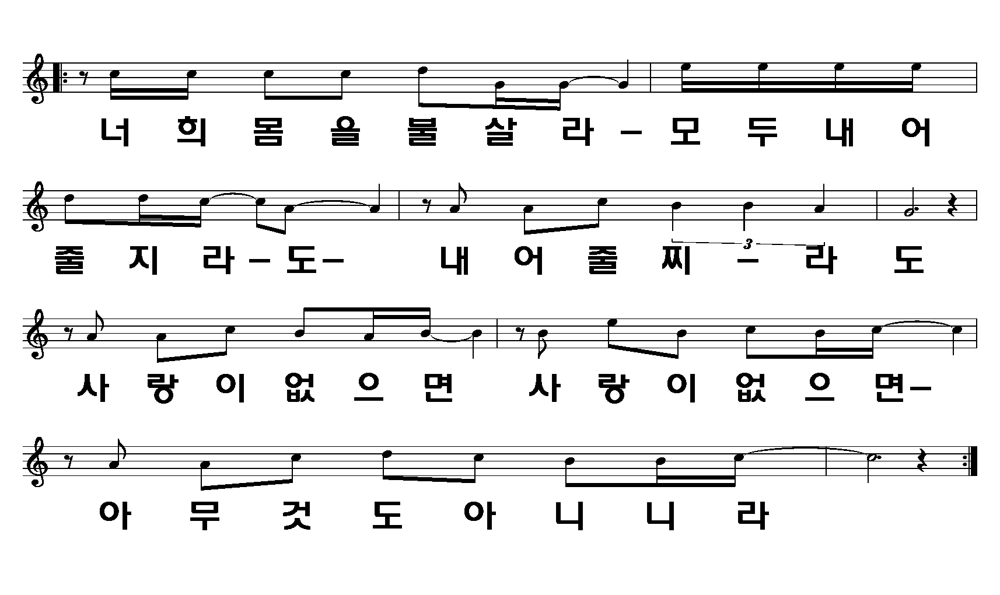 너 희 몸 을 불 살 라 - 모 두 내 어
3
줄 지 라 - 도 - 내 어 줄 찌 - 라 도
사 랑 이 없 으 면 사 랑 이 없 으 면 -
아 무 것 도 아 니 니 라